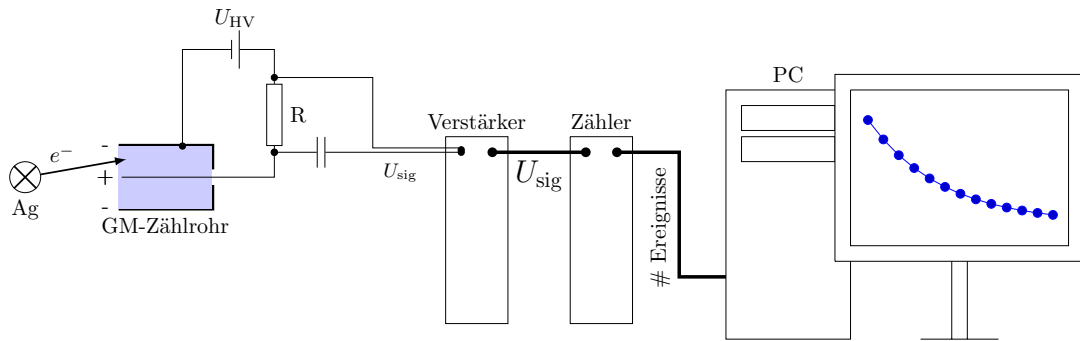 U_HV
R
PC
Verstärker
Zähler
-
e⁻
+
-
Ag
GM-Zählrohr
U_sig
U_sig
# Ereignisse